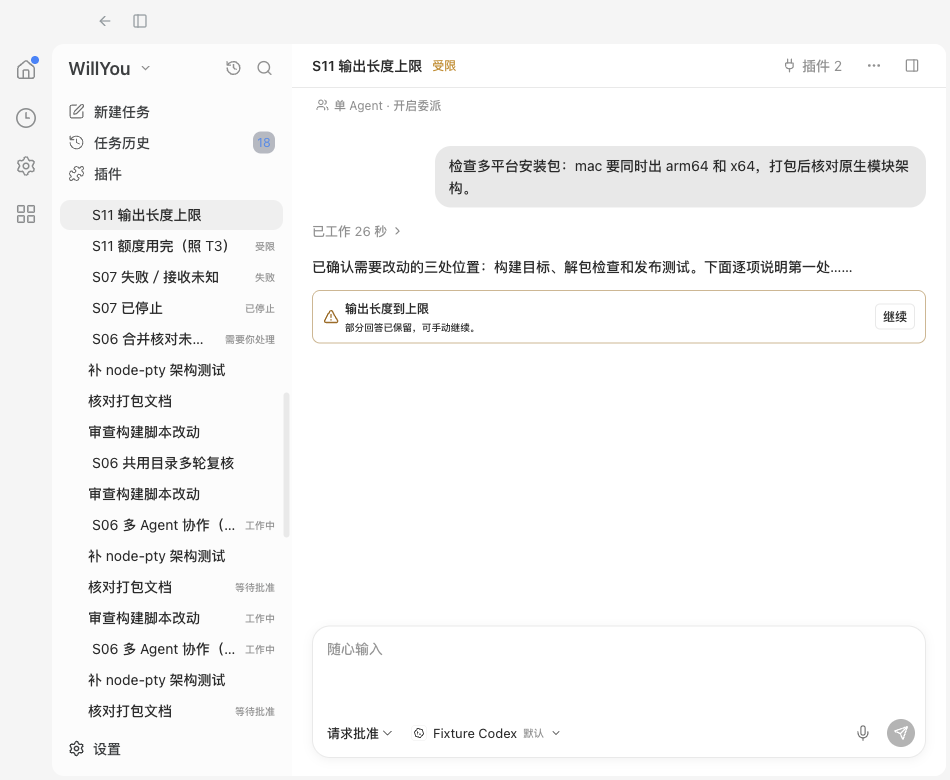 WillYou
新建任务
任务历史 18
插件
S11 输出长度上限
S11 额度用完（照 T3） 受限
S07 失败 / 接收未知 失败
S07 已停止 已停止
S06 合并核对未... 需要你处理
补 node-pty 架构测试
核对打包文档
审查构建脚本改动
S06 共用目录多轮复核
审查构建脚本改动
S06 多 Agent 协作（... 工作中
补 node-pty 架构测试
核对打包文档 等待批准
审查构建脚本改动 工作中
S06 多 Agent 协作（... 工作中
补 node-pty 架构测试
核对打包文档 等待批准
设置
S11 输出长度上限 受限
插件 2
单 Agent · 开启委派
检查多平台安装包：mac 要同时出 arm64 和 x64，打包后核对原生模块架
构。
已工作 26 秒
已确认需要改动的三处位置：构建目标、解包检查和发布测试。下面逐项说明第一处……
输出长度到上限
部分回答已保留，可手动继续。
继续
随心输入
请求批准 Fixture Codex 默认